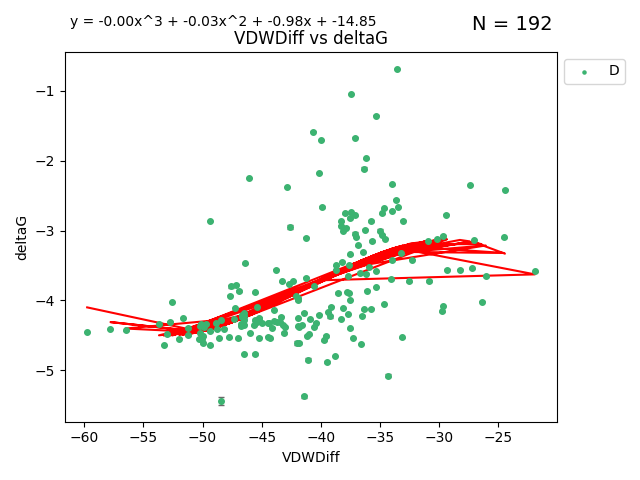 y = -0.00x^3 + -0.03x^2 + -0.98x + -14.85
N = 192
VDWDiff vs deltaG
D
deltaG
−1
−2
−3
−4
−5
−60 −55 −50 −45 −40 −35 −30 −25
VDWDiff